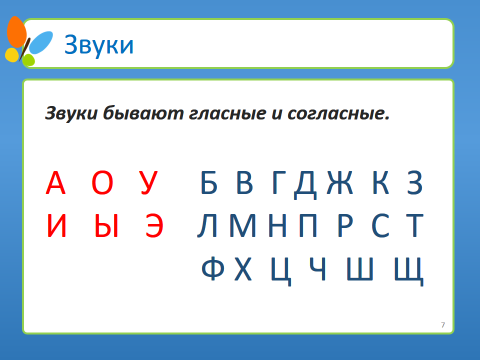 Звуки
Звуки бывают гласные и согласные.
А О У Б В Г Д Ж К З
И Ы Э Л М Н П Р С Т
Ф Х Ц Ч Ш Щ
7